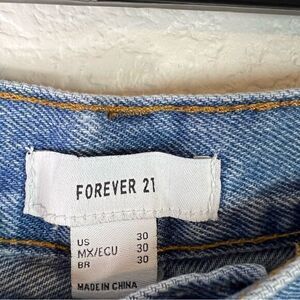 FOREVER 21
US 30
MX/ECU 30
BR 30
MADE IN CHINA